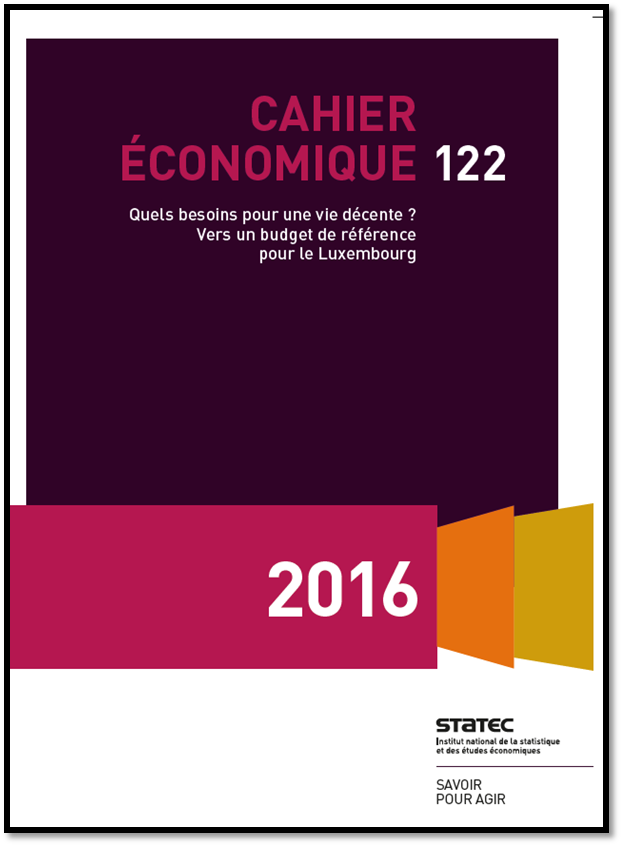 CAHIER
ÉCONOMIQUE 122
Quels besoins pour une vie décente ?
Vers un budget de référence
pour le Luxembourg
2016
STATEC
Institut national de la statistique
et des études économiques
SAVOIR
POUR AGIR